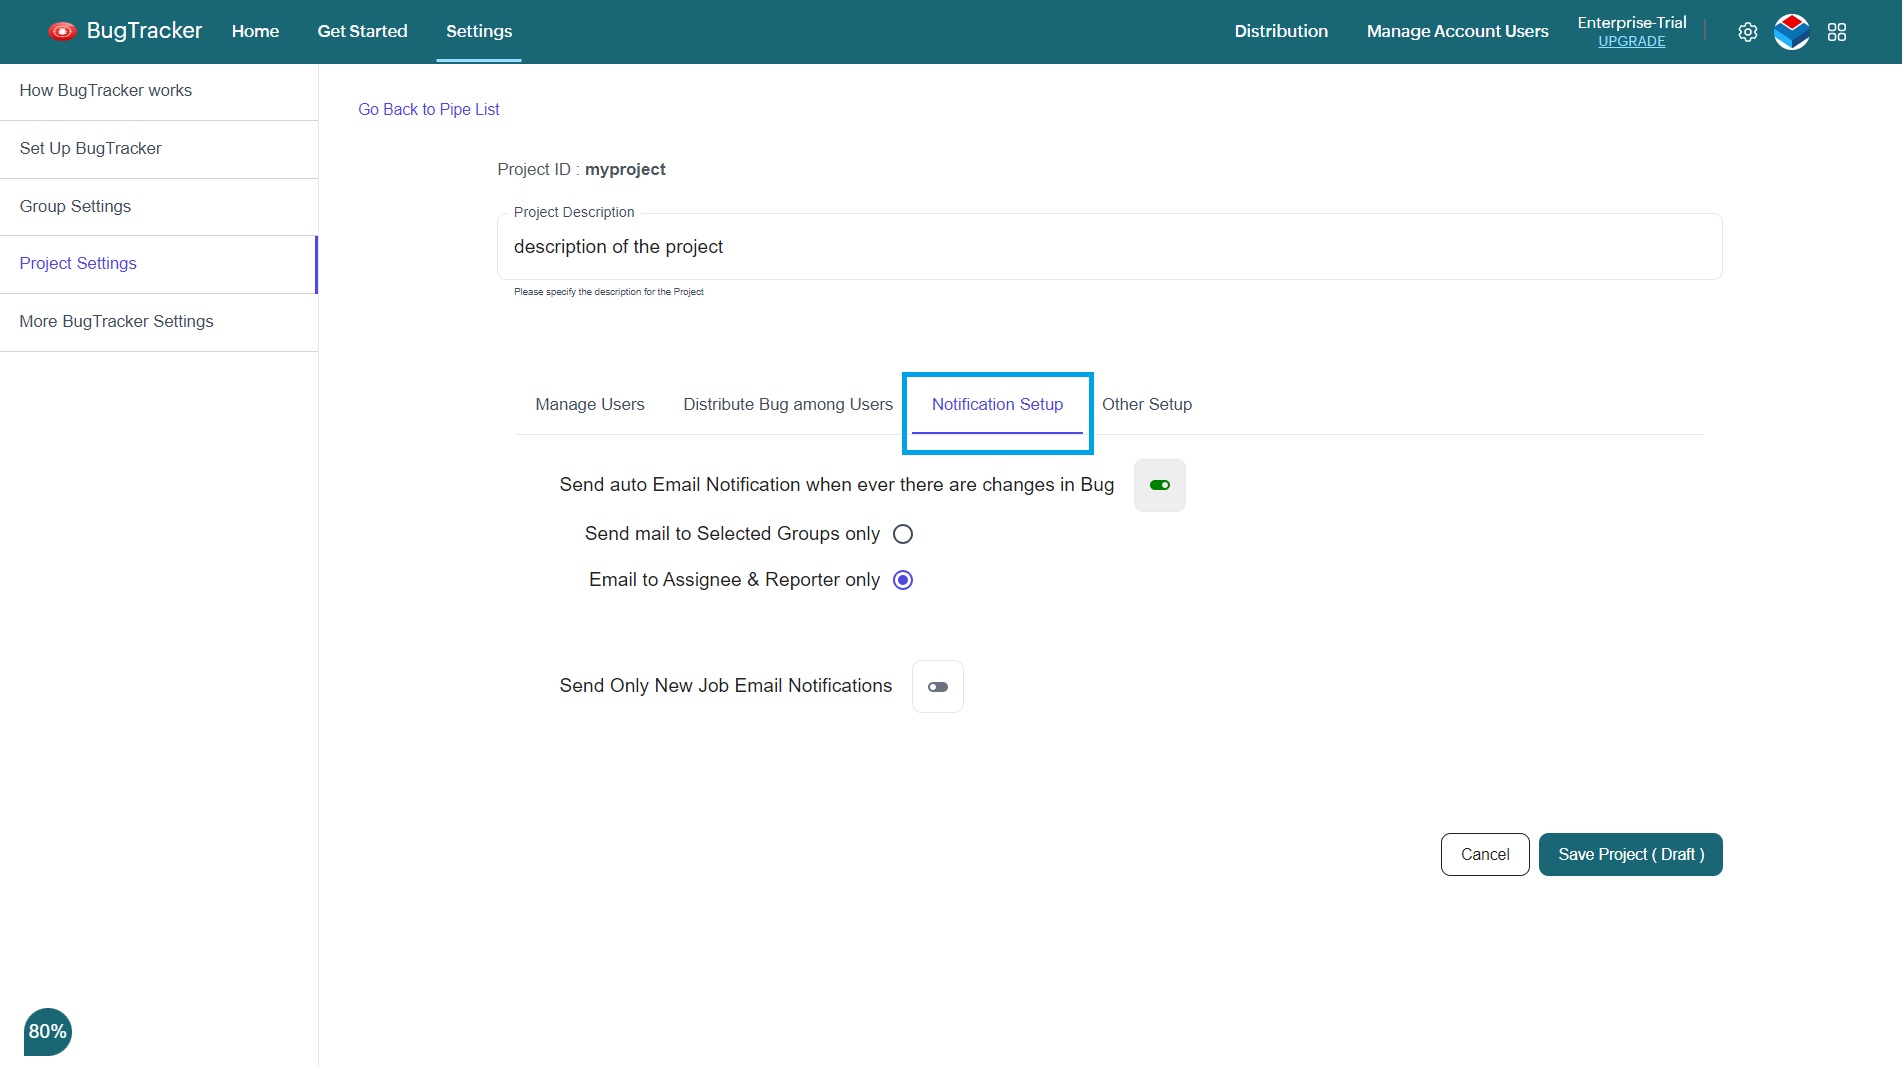 BugTracker
Home
Get Started
Settings
Distribution
Manage Account Users
Enterprise-Trial
UPGRADE
How BugTracker works
Set Up BugTracker
Group Settings
Project Settings
More BugTracker Settings
Go Back to Pipe List
Project ID : myproject
Project Description
description of the project
Please specify the description for the Project
Manage Users
Distribute Bug among Users
Notification Setup
Other Setup
Send auto Email Notification when ever there are changes in Bug
Send mail to Selected Groups only
Email to Assignee & Reporter only
Send Only New Job Email Notifications
Cancel
Save Project ( Draft )
80%